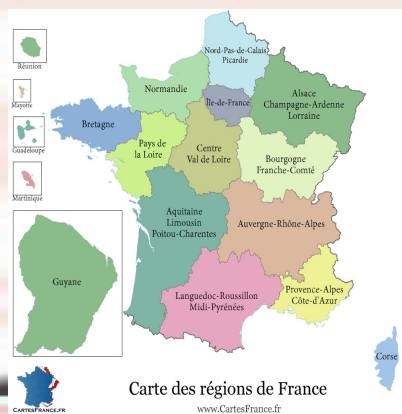 Nord-Pas-de-Calais
Picardie
Réunion
Normandie
Île-de-France
Alsace
Champagne-Ardenne
Lorraine
Mayotte
Bretagne
Pays de
la Loire
Centre
Val de Loire
Bourgogne
Franche-Comté
Guadeloupe
Martinique
Aquitaine
Limousin
Poitou-Charentes
Auvergne-Rhône-Alpes
Guyane
Languedoc-Roussillon
Midi-Pyrénées
Provence-Alpes
Côte-d'Azur
Corse
Carte des régions de France
www.CartesFrance.fr
CARTESFRANCE.FR